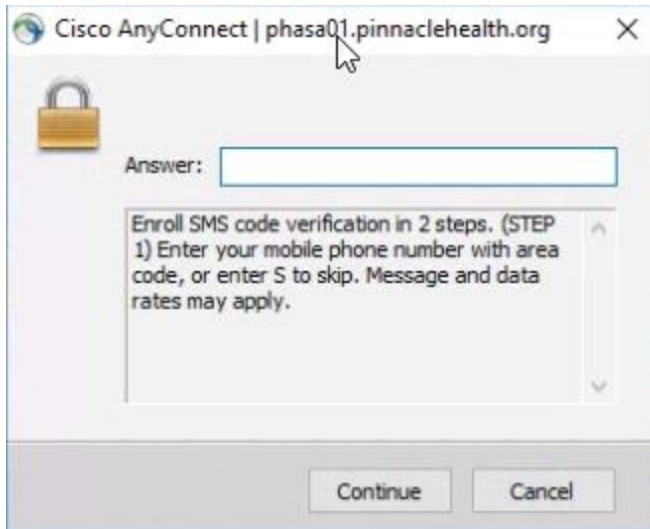 Cisco AnyConnect | phasa01.pinnaclehealth.org
Answer:
Enroll SMS code verification in 2 steps. (STEP
1) Enter your mobile phone number with area
code, or enter S to skip. Message and data
rates may apply.
Continue
Cancel